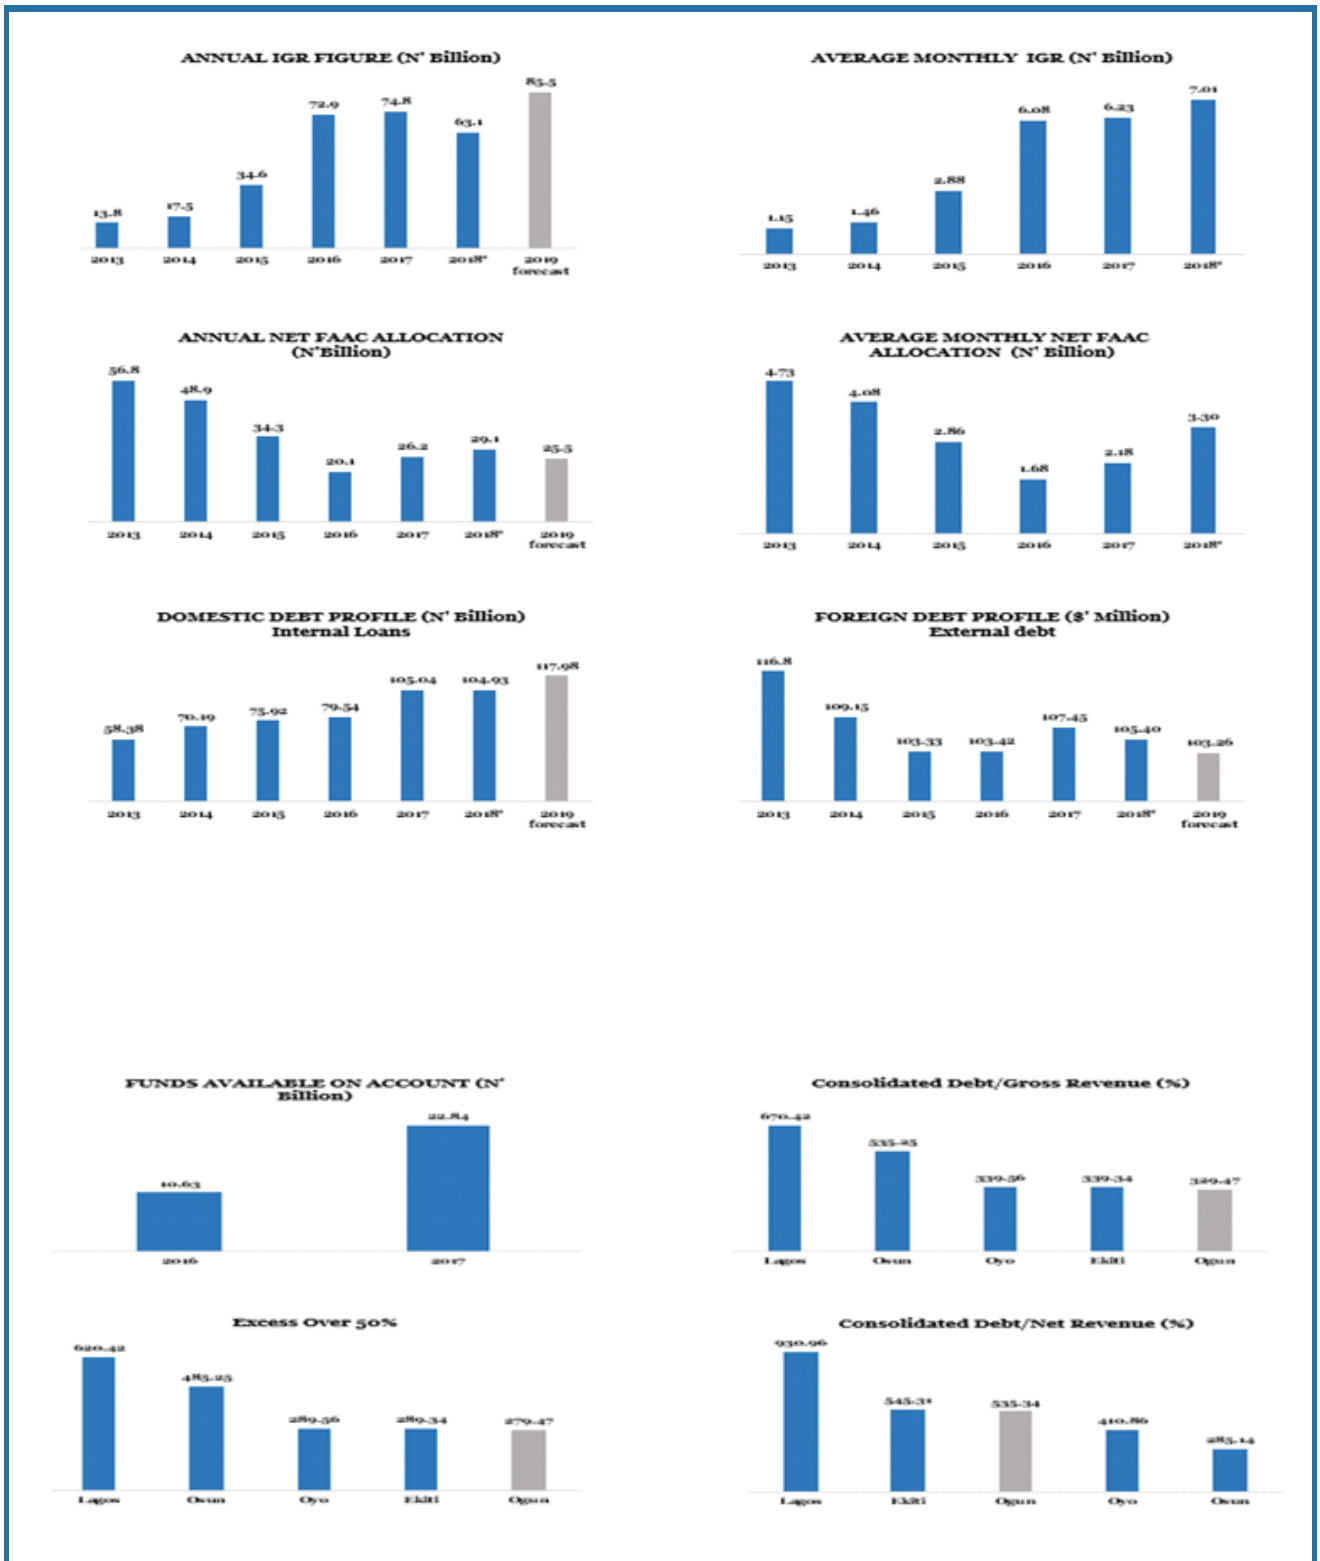 ANNUAL IGR FIGURE (N' Billion)
13.8
17.5
34.6
72.9
74.8
63.1
85.5
2013
2014
2015
2016
2017
2018*
2019
forecast
AVERAGE MONTHLY IGR (N' Billion)
1.15
1.46
2.88
6.08
6.23
7.01
2013
2014
2015
2016
2017
2018*
ANNUAL NET FAAC ALLOCATION
(N'Billion)
56.8
48.9
34.3
20.1
26.2
29.1
25.5
2013
2014
2015
2016
2017
2018*
2019
forecast
AVERAGE MONTHLY NET FAAC
ALLOCATION (N' Billion)
4.73
4.08
2.86
1.68
2.18
3.30
2013
2014
2015
2016
2017
2018*
DOMESTIC DEBT PROFILE (N' Billion)
Internal Loans
58.38
70.19
75.92
79.54
105.04
104.93
117.98
2013
2014
2015
2016
2017
2018*
2019
forecast
FOREIGN DEBT PROFILE ($' Million)
External debt
116.8
109.15
103.33
103.42
107.45
105.40
103.26
2013
2014
2015
2016
2017
2018*
2019
forecast
FUNDS AVAILABLE ON ACCOUNT (N'
Billion)
10.63
22.84
2016
2017
Consolidated Debt/Gross Revenue (%)
670.42
535.25
339.56
339.34
329.47
Lagos
Osun
Oyo
Ekiti
Ogun
Excess Over 50%
620.42
485.25
289.56
289.34
279.47
Lagos
Osun
Oyo
Ekiti
Ogun
Consolidated Debt/Net Revenue (%)
930.96
545.31
535.34
410.86
285.14
Lagos
Ekiti
Ogun
Oyo
Osun